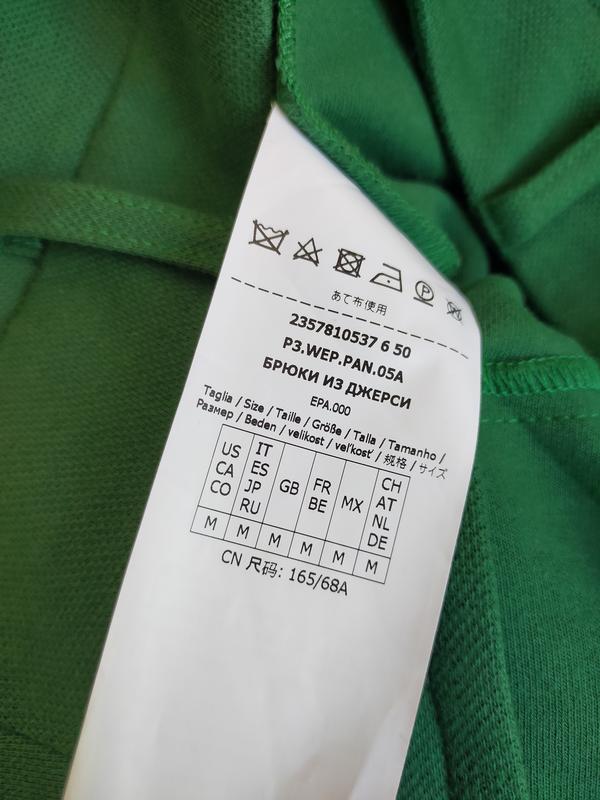 P
あて布使用
2357810537 6 50
P3.WEP.PAN.05A
БРЮКИ ИЗ ДЖЕРСИ
EPA.000
Taglia / Size / Taille / Größe / Talla / Tamanho /
Размер / Beden / velikost / veľkosť / 规格 / サイズ
US CA CO
IT ES JP RU
GB
FR BE
MX
CH AT NL DE
M M M M M M
CN 尺码: 165/68A